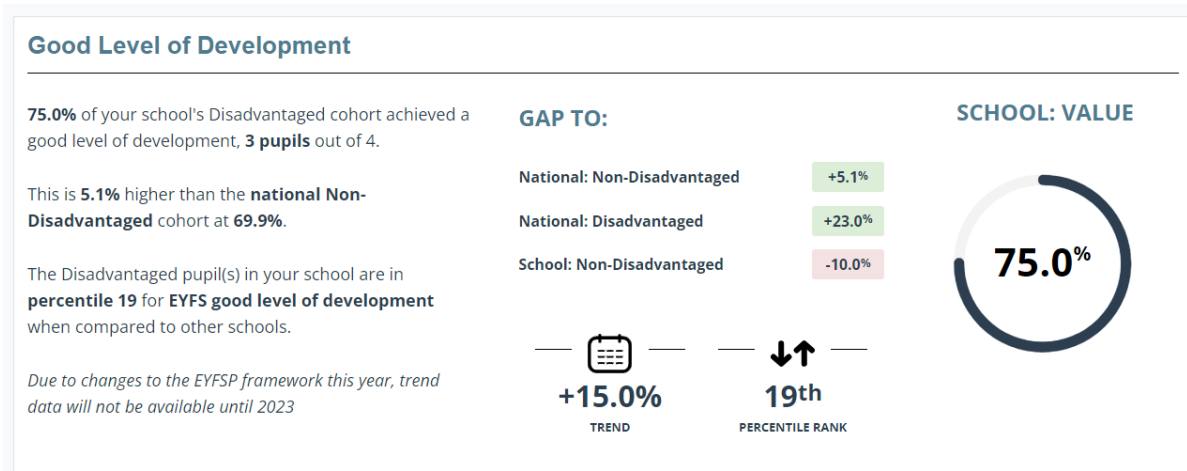 Good Level of Development
75.0% of your school's Disadvantaged cohort achieved a
good level of development, 3 pupils out of 4.
This is 5.1% higher than the national Non-
Disadvantaged cohort at 69.9%.
The Disadvantaged pupil(s) in your school are in
percentile 19 for EYFS good level of development
when compared to other schools.
Due to changes to the EYFSP framework this year, trend
data will not be available until 2023
GAP TO:
National: Non-Disadvantaged +5.1%
National: Disadvantaged +23.0%
School: Non-Disadvantaged -10.0%
+15.0%
TREND
19th
PERCENTILE RANK
SCHOOL: VALUE
75.0%